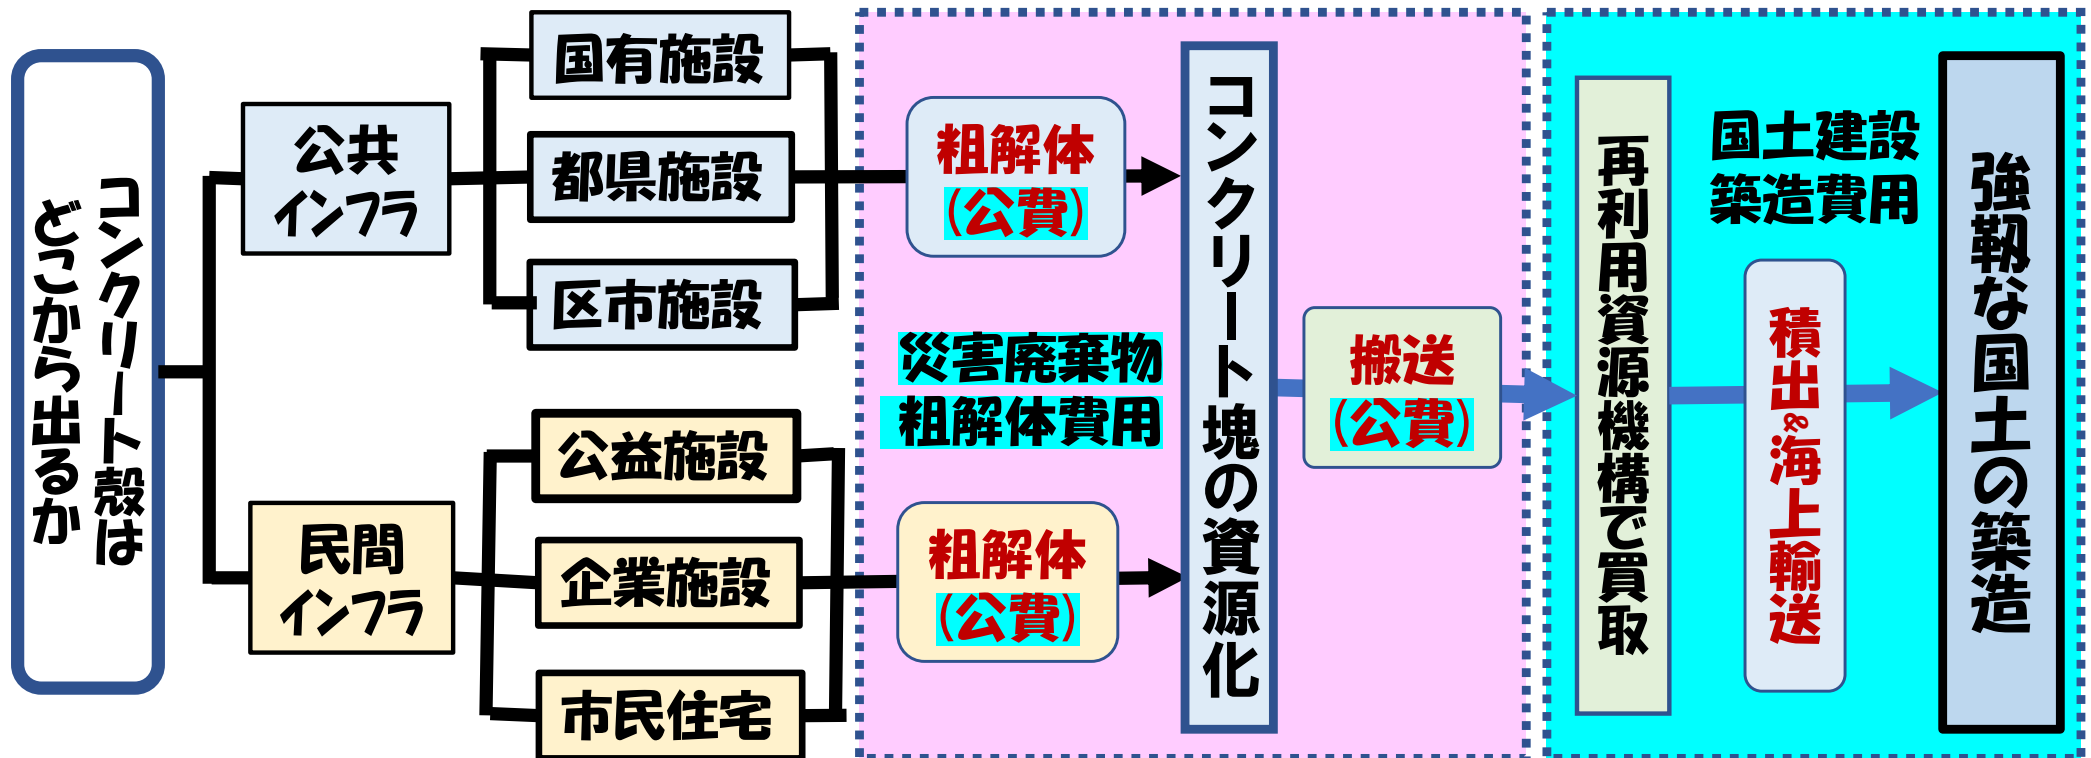 コンクリート殻は
どこから出るか
公共
インフラ
民間
インフラ
国有施設
都県施設
区市施設
公益施設
企業施設
市民住宅
粗解体
(公費)
災害廃棄物
粗解体費用
粗解体
(公費)
コンクリート塊の資源化
搬送
(公費)
再利用資源機構で買取
国土建設
築造費用
積出&海上輸送
強靱な国土の築造